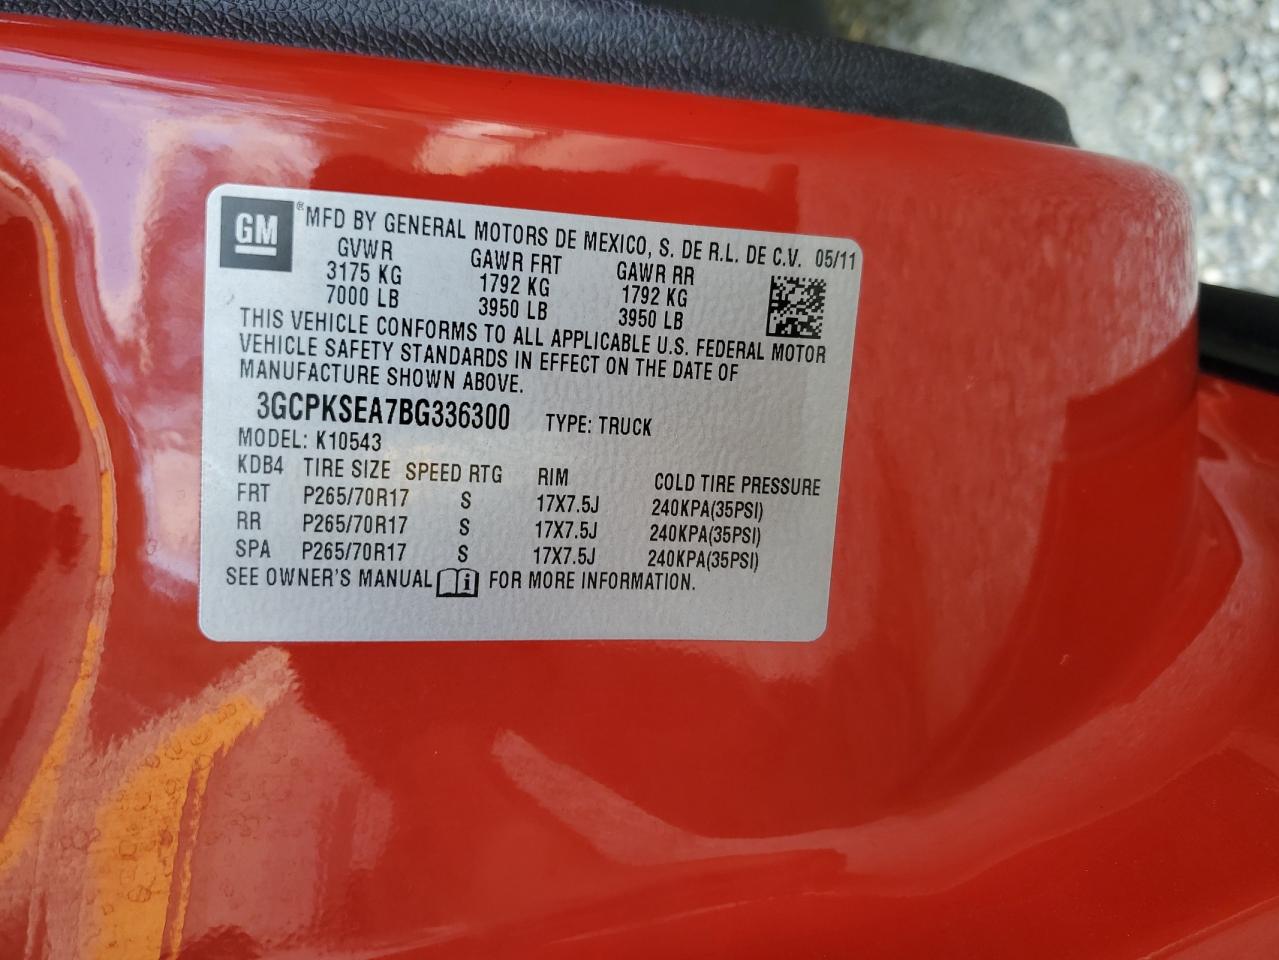 GM ® MFD BY GENERAL MOTORS DE MEXICO, S. DE R.L. DE C.V. 05/11
GVWR GAWR FRT GAWR RR
3175 KG 1792 KG 1792 KG
7000 LB 3950 LB 3950 LB
THIS VEHICLE CONFORMS TO ALL APPLICABLE U.S. FEDERAL MOTOR
VEHICLE SAFETY STANDARDS IN EFFECT ON THE DATE OF
MANUFACTURE SHOWN ABOVE.
3GCPKSEA7BG336300 TYPE: TRUCK
MODEL: K10543
KDB4 TIRE SIZE SPEED RTG RIM COLD TIRE PRESSURE
FRT P265/70R17 S 17X7.5J 240KPA(35PSI)
RR P265/70R17 S 17X7.5J 240KPA(35PSI)
SPA P265/70R17 S 17X7.5J 240KPA(35PSI)
SEE OWNER'S MANUAL FOR MORE INFORMATION.